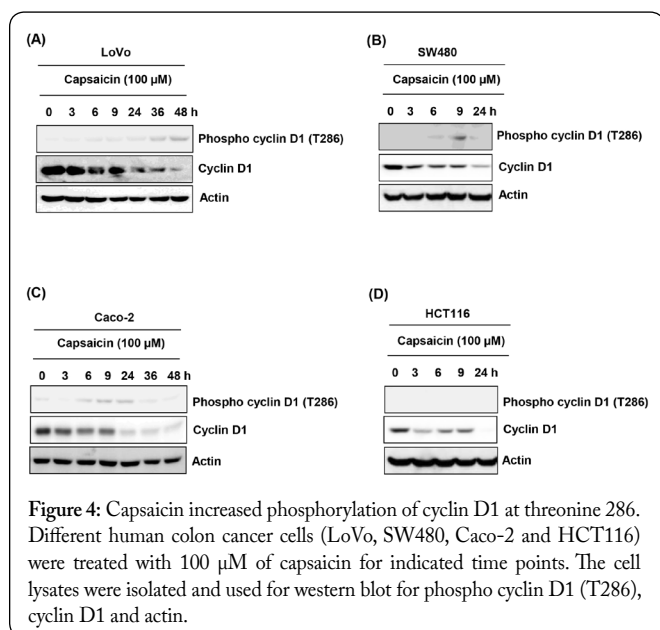 (A)
LoVo
Capsaicin (100 μM)
0 3 6 9 24 36 48 h
Phospho cyclin D1 (T286)
Cyclin D1
Actin
(B)
SW480
Capsaicin (100 μM)
0 3 6 9 24 h
Phospho cyclin D1 (T286)
Cyclin D1
Actin
(C)
Caco-2
Capsaicin (100 μM)
0 3 6 9 24 36 48 h
Phospho cyclin D1 (T286)
Cyclin D1
Actin
(D)
HCT116
Capsaicin (100 μM)
0 3 6 9 24 h
Phospho cyclin D1 (T286)
Cyclin D1
Actin
Figure 4: Capsaicin increased phosphorylation of cyclin D1 at threonine 286.
Different human colon cancer cells (LoVo, SW480, Caco-2 and HCT116)
were treated with 100 μM of capsaicin for indicated time points. The cell
lysates were isolated and used for western blot for phospho cyclin D1 (T286),
cyclin D1 and actin.